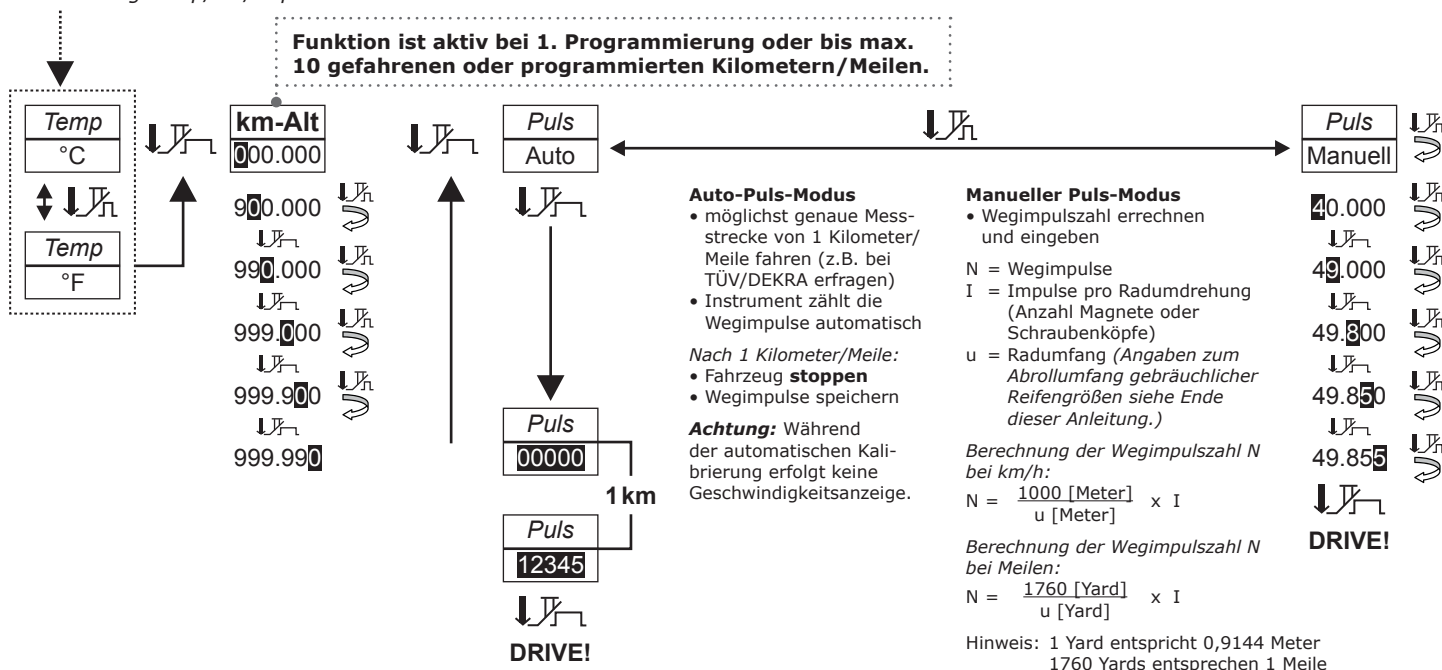 Funktion ist aktiv bei 1. Programmierung oder bis max.
10 gefahrenen oder programmierten Kilometern/Meilen.
Temp
°C
Temp
°F
km-Alt
000.000
900.000
990.000
999.000
999.900
999.990
Puls
Auto
Puls
00000
1 km
Puls
12345
DRIVE!
Auto-Puls-Modus
• möglichst genaue Mess-
strecke von 1 Kilometer/
Meile fahren (z.B. bei
TÜV/DEKRA erfragen)
• Instrument zählt die
Wegimpulse automatisch
Nach 1 Kilometer/Meile:
• Fahrzeug stoppen
• Wegimpulse speichern
Achtung: Während
der automatischen Kali-
brierung erfolgt keine
Geschwindigkeitsanzeige.
Manueller Puls-Modus
• Wegimpulszahl errechnen
und eingeben
N = Wegimpulse
I = Impulse pro Radumdrehung
(Anzahl Magnete oder
Schraubenköpfe)
u = Radumfang (Angaben zum
Abrollumfang gebräuchlicher
Reifengrößen siehe Ende
dieser Anleitung.)
Berechnung der Wegimpulszahl N
bei km/h:
N = 1000 [Meter] x I
u [Meter]
Berechnung der Wegimpulszahl N
bei Meilen:
N = 1760 [Yard] x I
u [Yard]
Hinweis: 1 Yard entspricht 0,9144 Meter
1760 Yards entsprechen 1 Meile
Puls
Manuell
40.000
49.000
49.800
49.850
49.855
DRIVE!